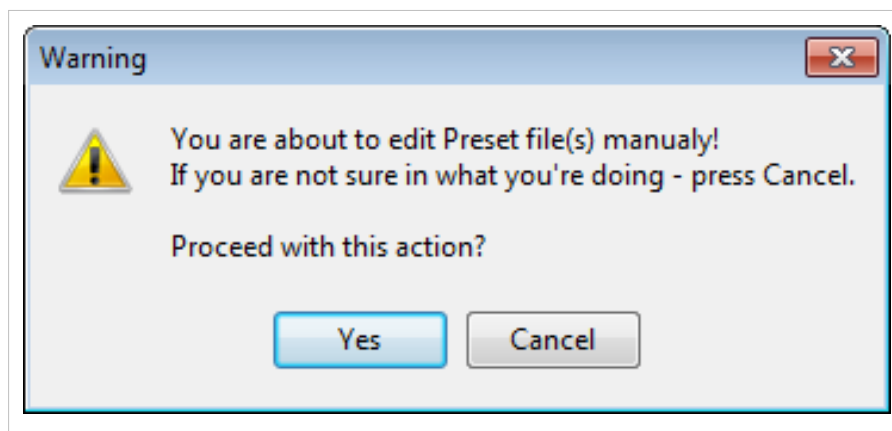 Warning
You are about to edit Preset file(s) manualy!
If you are not sure in what you're doing - press Cancel.
Proceed with this action?
Yes
Cancel